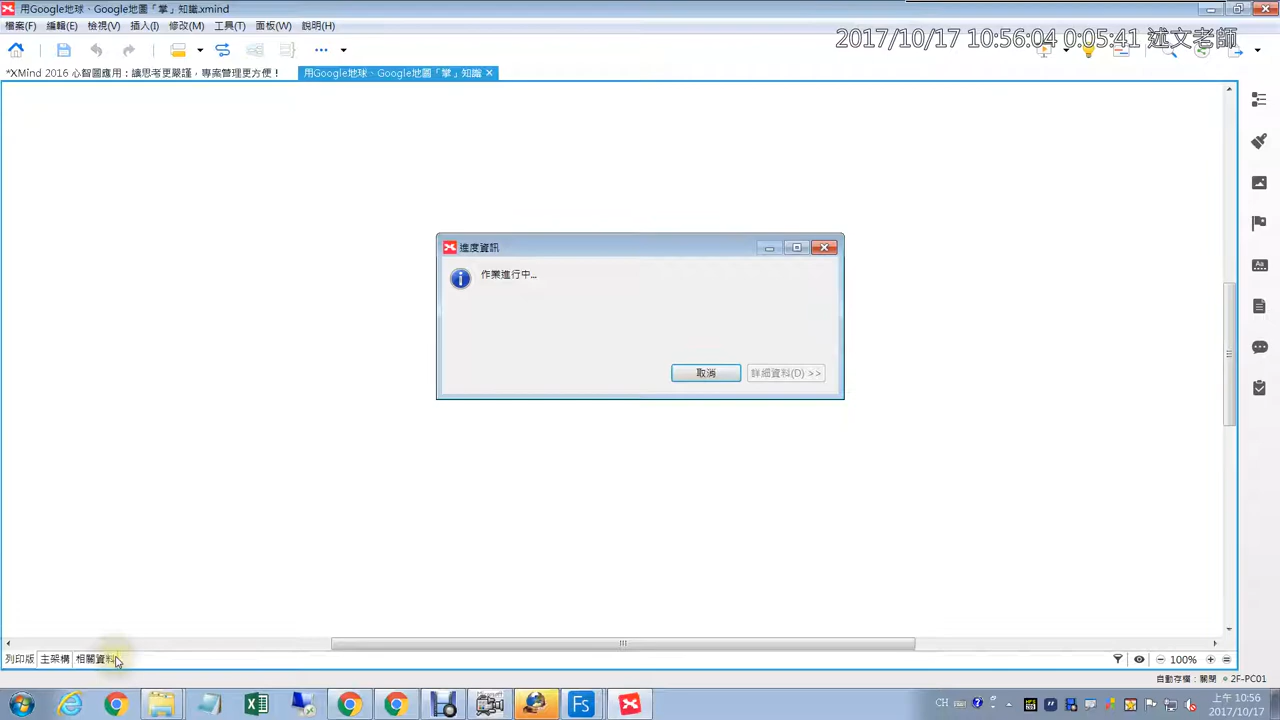 用Google地球、Google地圖「掌」知識.xmind
檔案(F) 編輯(E) 檢視(V) 插入(I) 修改(M) 工具(T) 面板(W) 說明(H)
2017/10/17 10:56:04 0:05:41 述文老師
*XMind 2016 心智圖應用：讓思考更嚴謹，專案管理更方便！ 用Google地球、Google地圖「掌」知識
進度資訊
作業進行中...
取消 詳細資料(D) >>
列印版 主架構 相關資料
100%
自動存檔：關閉 2F-PC01
CH
上午 10:56
2017/10/17
Fs